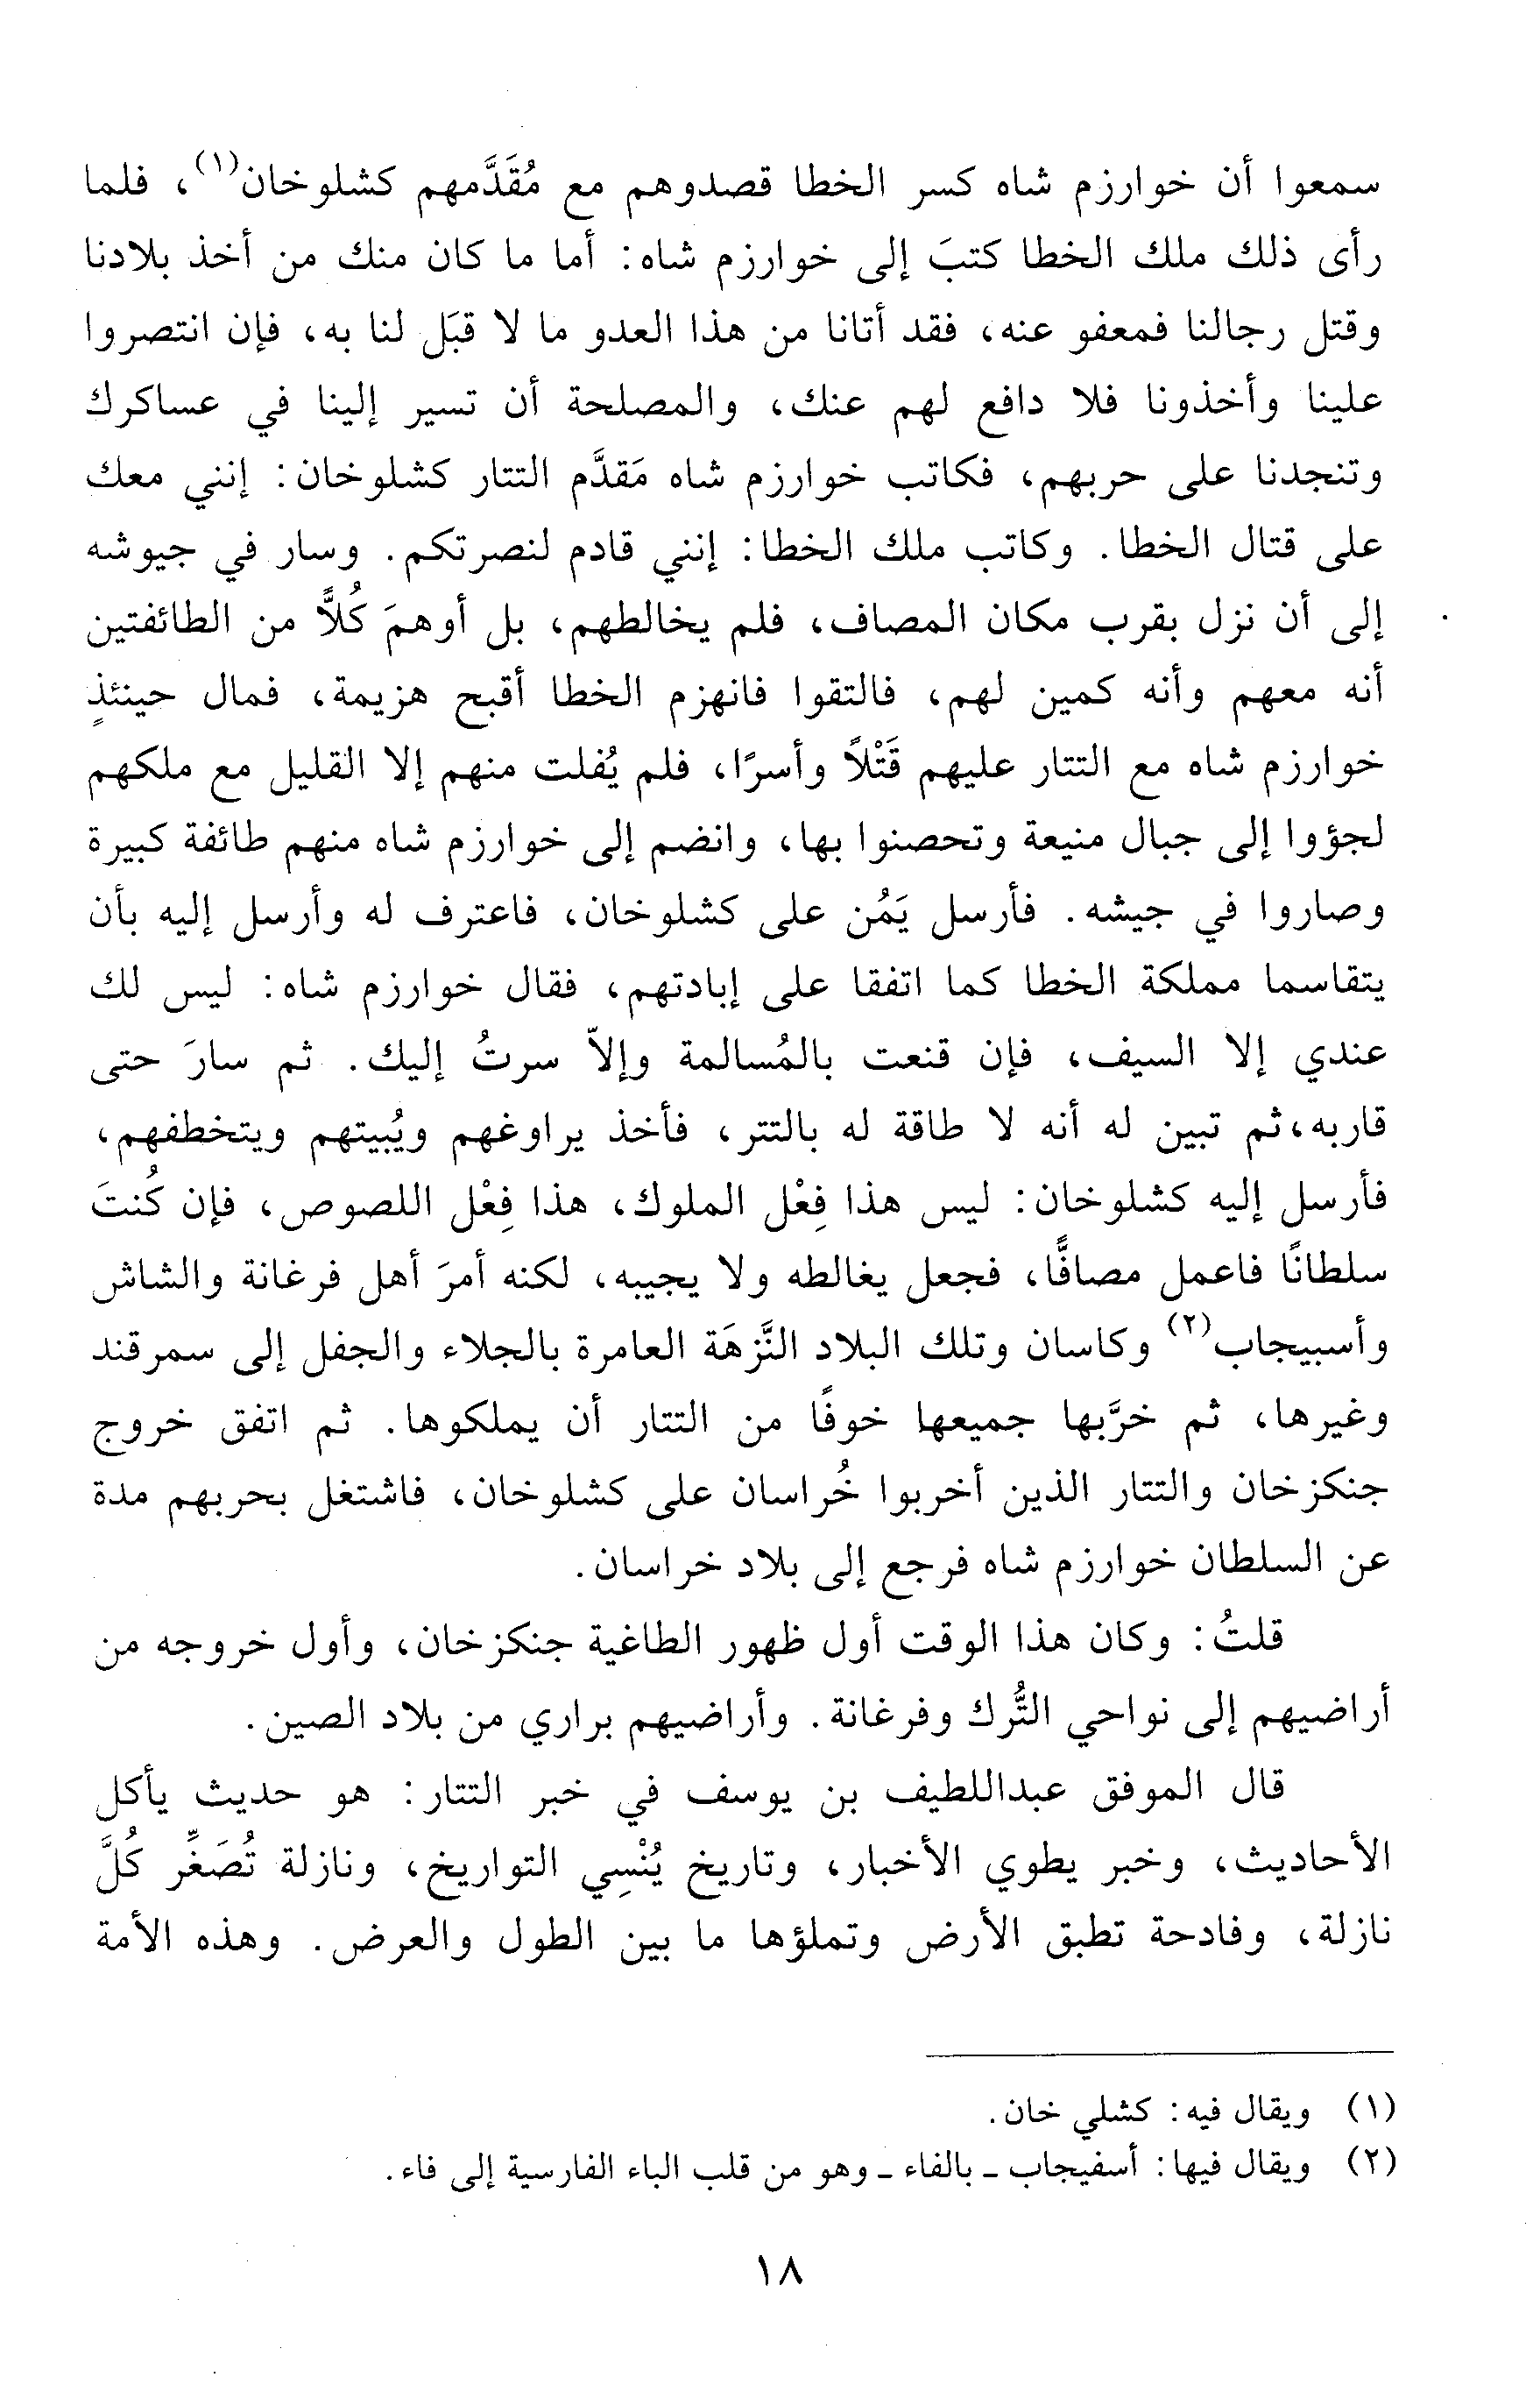 سمعوا أن خوارزم شاه كسر الخطا قصدوهم مع مُقَدَّمهم كشلوخان(١)، فلما
رأى ذلك ملك الخطا كتبَ إلى خوارزم شاه: أما ما كان منك من أخذ بلادنا
وقتل رجالنا فمعفو عنه، فقد أتانا من هذا العدو ما لا قبَل لنا به، فإن انتصروا
علينا وأخذونا فلا دافع لهم عنك، والمصلحة أن تسير إلينا في عساكرك
وتنجدنا على حربهم، فكاتب خوارزم شاه مَقدَّم التتار كشلوخان: إنني معك
على قتال الخطا. وكاتب ملك الخطا: إنني قادم لنصرتكم. وسار في جيوشه
إلى أن نزل بقرب مكان المصاف، فلم يخالطهم، بل أوهمَ كُلاًّ من الطائفتين
أنه معهم وأنه كمين لهم، فالتقوا فانهزم الخطا أقبح هزيمة، فمال حينئذٍ
خوارزم شاه مع التتار عليهم قَتْلاً وأسرًا، فلم يُفلت منهم إلا القليل مع ملكهم
لجؤوا إلى جبال منيعة وتحصنوا بها، وانضم إلى خوارزم شاه منهم طائفة كبيرة
وصاروا في جيشه. فأرسل يَمُن على كشلوخان، فاعترف له وأرسل إليه بأن
يتقاسما مملكة الخطا كما اتفقا على إبادتهم، فقال خوارزم شاه: ليس لك
عندي إلا السيف، فإن قنعت بالمُسالمة وإلاّ سرتُ إليك. ثم سارَ حتى
قاربه،ثم تبين له أنه لا طاقة له بالتتر، فأخذ يراوغهم ويُبيتهم ويتخطفهم،
فأرسل إليه كشلوخان: ليس هذا فِعْل الملوك، هذا فِعْل اللصوص، فإن كُنتَ
سلطانًا فاعمل مصافًّا، فجعل يغالطه ولا يجيبه، لكنه أمرَ أهل فرغانة والشاش
وأسبيجاب(٢) وكاسان وتلك البلاد النَّزهَة العامرة بالجلاء والجفل إلى سمرقند
وغيرها، ثم خرَّبها جميعها خوفًا من التتار أن يملكوها. ثم اتفق خروج
جنكزخان والتتار الذين أخربوا خُراسان على كشلوخان، فاشتغل بحربهم مدة
عن السلطان خوارزم شاه فرجع إلى بلاد خراسان.
قلتُ: وكان هذا الوقت أول ظهور الطاغية جنكزخان، وأول خروجه من
أراضيهم إلى نواحي التُّرك وفرغانة. وأراضيهم براري من بلاد الصين.
قال الموفق عبداللطيف بن يوسف في خبر التتار: هو حديث يأكل
الأحاديث، وخبر يطوي الأخبار، وتاريخ يُنْسِي التواريخ، ونازلة تُصَغِّر كُلَّ
نازلة، وفادحة تطبق الأرض وتملؤها ما بين الطول والعرض. وهذه الأمة
(١) ويقال فيه: كشلي خان.
(٢) ويقال فيها: أسفيجاب ـ بالفاء ـ وهو من قلب الباء الفارسية إلى فاء.
١٨